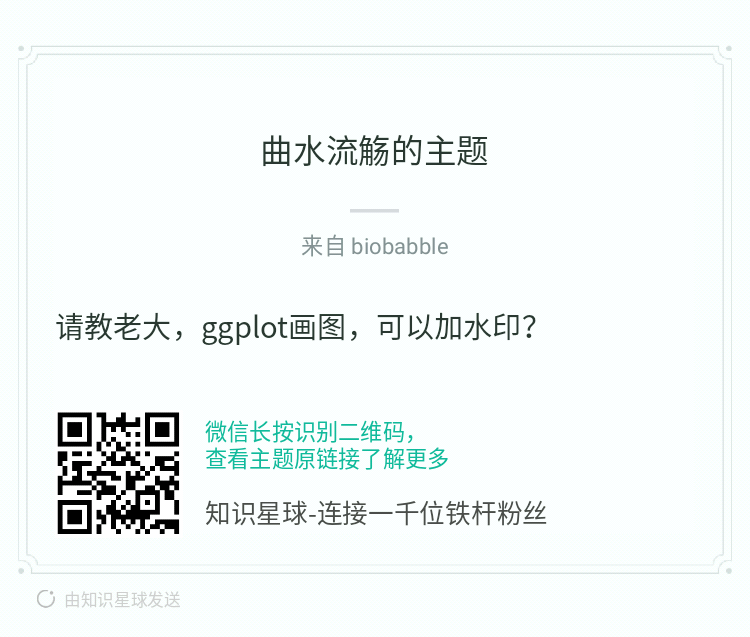 曲水流觞的主题
来自 biobabble
请教老大，ggplot画图，可以加水印？
微信长按识别二维码，
查看主题原链接了解更多
知识星球-连接一千位铁杆粉丝
由知识星球发送